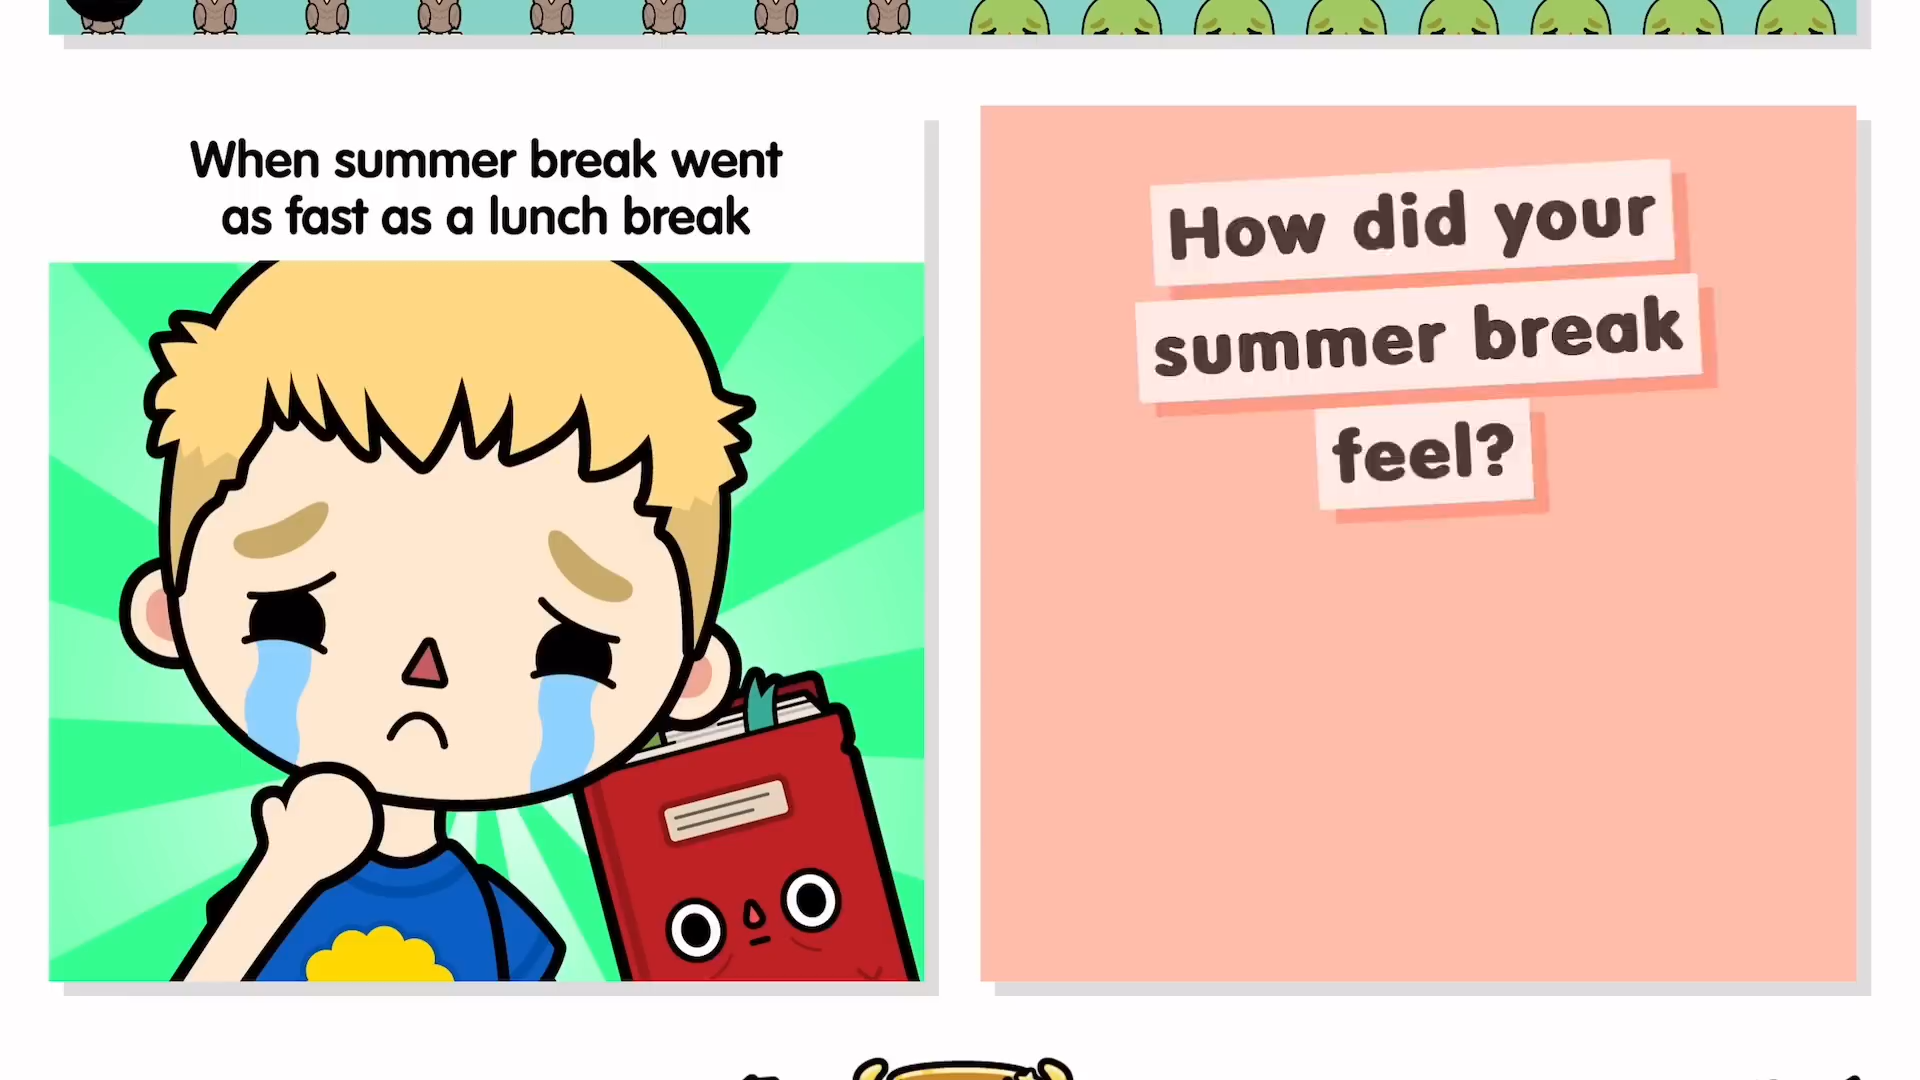 When summer break went
as fast as a lunch break
How did your
summer break
feel?